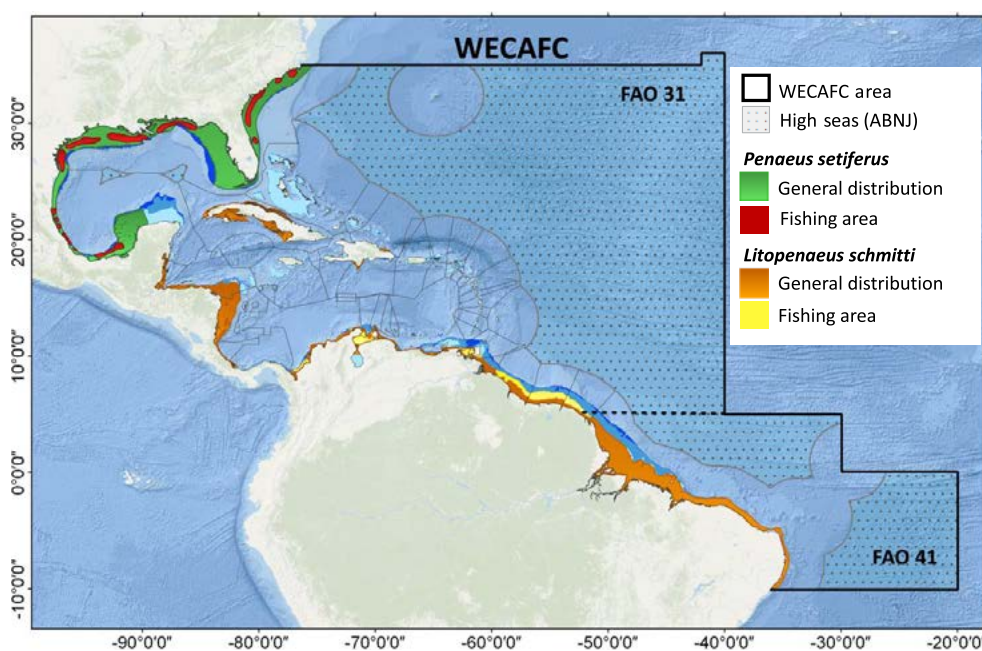 WECAFC
FAO 31
WECAFC area
High seas (ABNJ)
Penaeus setiferus
General distribution
Fishing area
Litopenaeus schmitti
General distribution
Fishing area
FAO 41
30°0'0"
20°0'0"
10°0'0"
0°0'0"
-10°0'0"
-90°0'0"
-80°0'0"
-70°0'0"
-60°0'0"
-50°0'0"
-40°0'0"
-30°0'0"
-20°0'0"